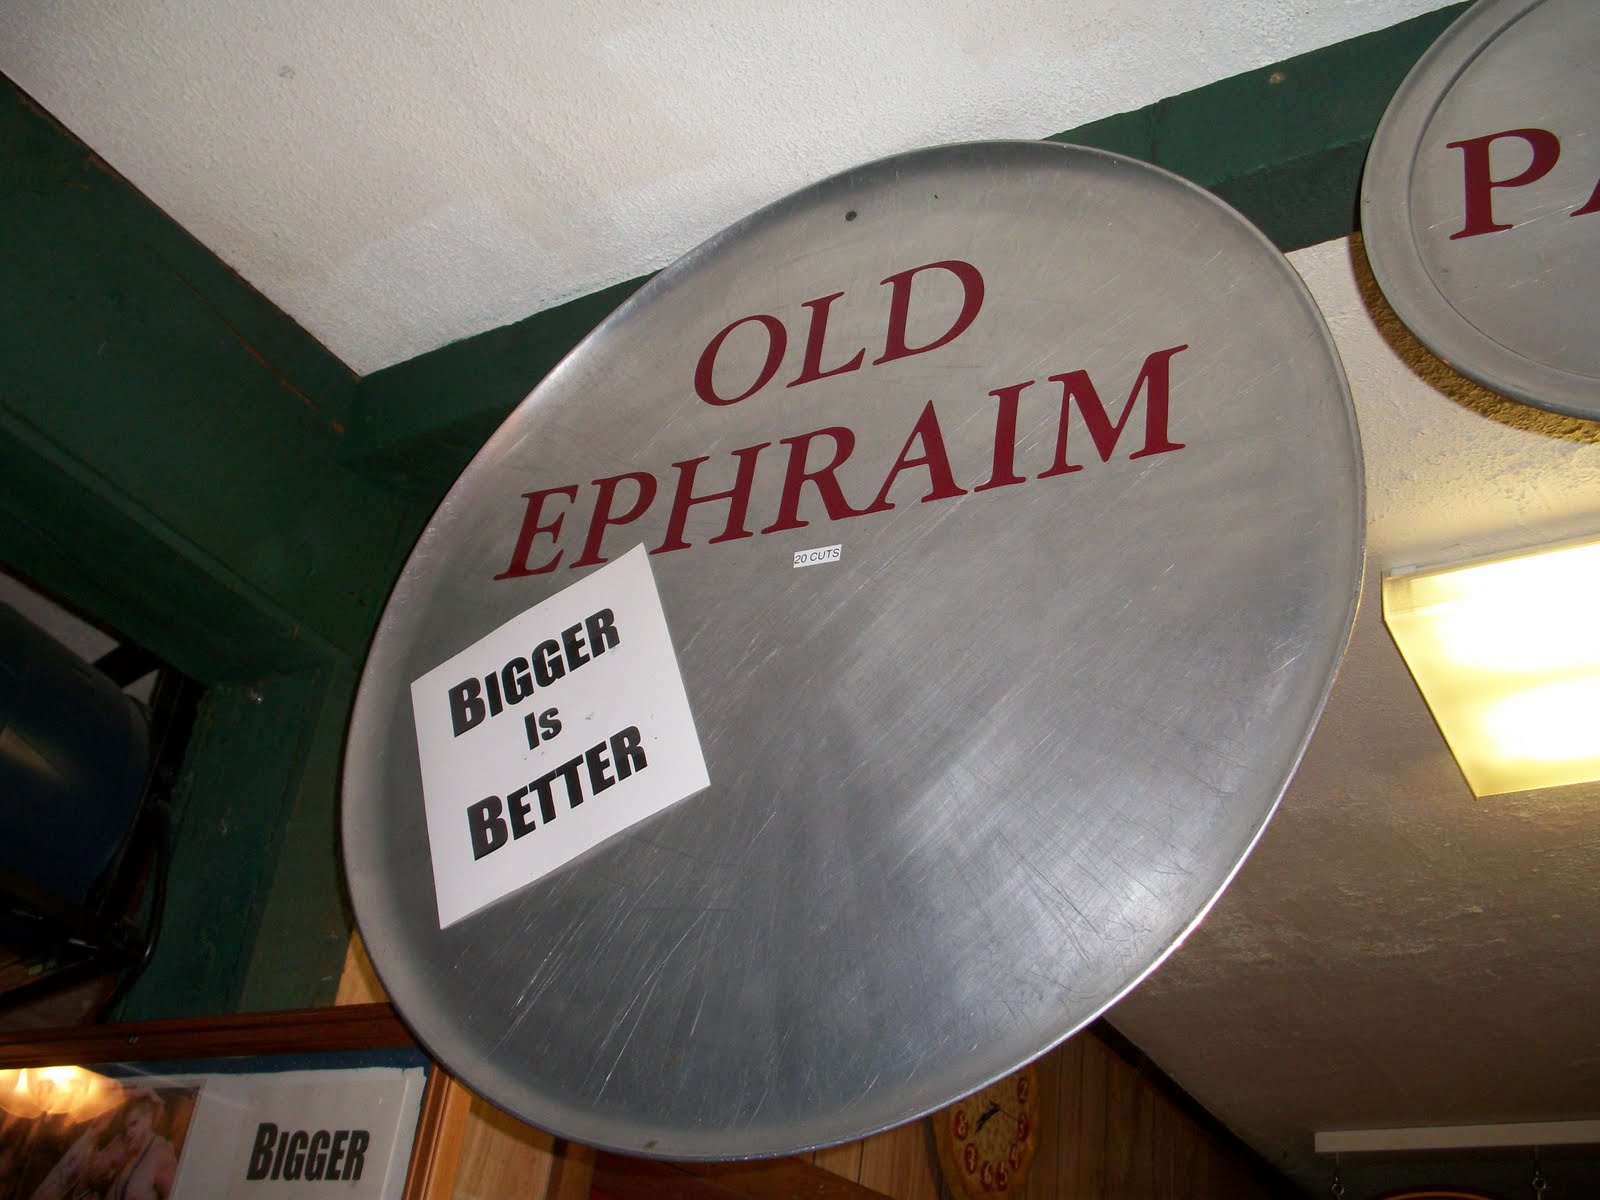 OLD
EPHRAIM
20 CUTS
BIGGER
IS
BETTER
P
BIGGER